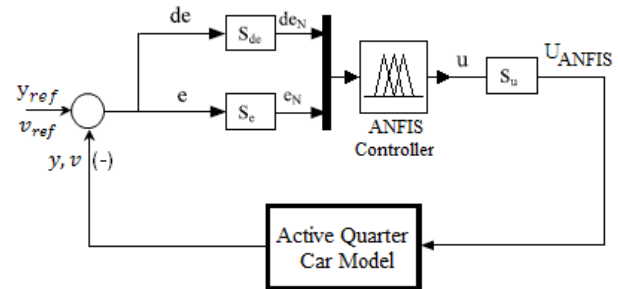 de
S_de
de_N
y_ref
v_ref
e
S_e
e_N
y, v (-)
ANFIS
Controller
u
S_u
U_ANFIS
Active Quarter
Car Model